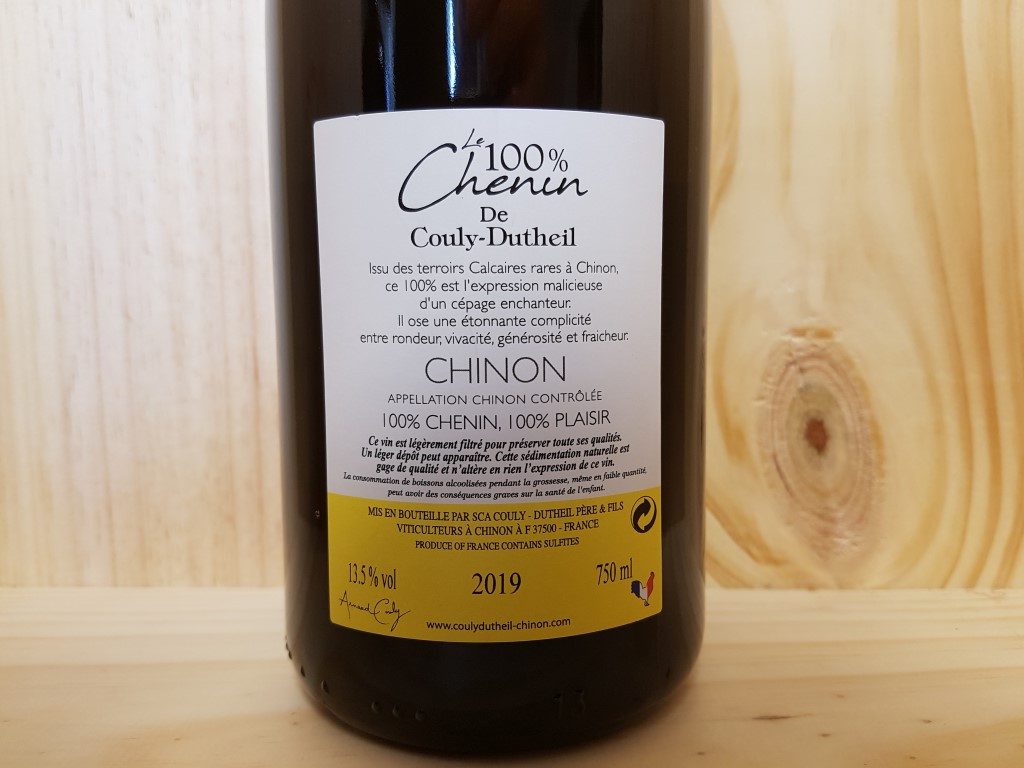 Le 100%
Chenin
De
Couly-Dutheil
Issu des terroirs Calcaires rares à Chinon,
ce 100% est l'expression malicieuse
d'un cépage enchanteur.
Il ose une étonnante complicité
entre rondeur, vivacité, générosité et fraicheur.
CHINON
APPELLATION CHINON CONTRÔLÉE
100% CHENIN, 100% PLAISIR
Ce vin est légèrement filtré pour préserver toute ses qualités.
Un léger dépôt peut apparaître. Cette sédimentation naturelle est
gage de qualité et n'altère en rien l'expression de ce vin.
La consommation de boissons alcoolisées pendant la grossesse, même en faible quantité,
peut avoir des conséquences graves sur la santé de l'enfant.
MIS EN BOUTEILLE PAR SCA COULY - DUTHEIL PÈRE & FILS
VITICULTEURS À CHINON À F 37500 - FRANCE
PRODUCE OF FRANCE CONTAINS SULFITES
13.5 % vol 2019 750 ml
Armand Couly
www.coulydutheil-chinon.com
13